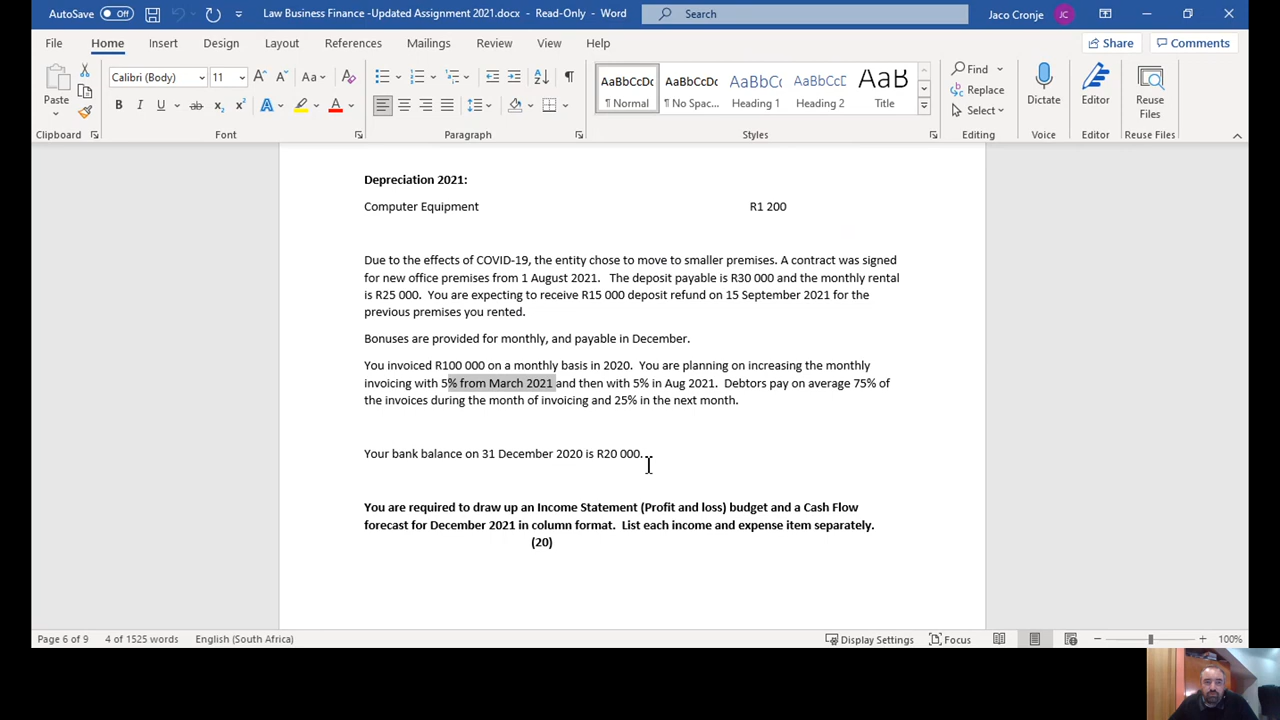 AutoSave Off Law Business Finance -Updated Assignment 2021.docx - Read-Only - Word Search Jaco Cronje JC
File Home Insert Design Layout References Mailings Review View Help Share Comments
Paste Calibri (Body) 11 Aa AaBbCcDc AaBbCcDc AaBbCc AaBbCcD AaB Find Replace Select Dictate Editor Reuse Files
¶ Normal ¶ No Spac... Heading 1 Heading 2 Title
Clipboard Font Paragraph Styles Editing Voice Editor Reuse Files
Depreciation 2021:
Computer Equipment R1 200
Due to the effects of COVID-19, the entity chose to move to smaller premises. A contract was signed
for new office premises from 1 August 2021. The deposit payable is R30 000 and the monthly rental
is R25 000. You are expecting to receive R15 000 deposit refund on 15 September 2021 for the
previous premises you rented.
Bonuses are provided for monthly, and payable in December.
You invoiced R100 000 on a monthly basis in 2020. You are planning on increasing the monthly
invoicing with 5% from March 2021 and then with 5% in Aug 2021. Debtors pay on average 75% of
the invoices during the month of invoicing and 25% in the next month.
Your bank balance on 31 December 2020 is R20 000.
You are required to draw up an Income Statement (Profit and loss) budget and a Cash Flow
forecast for December 2021 in column format. List each income and expense item separately.
(20)
Page 6 of 9 4 of 1525 words English (South Africa) Display Settings Focus 100%